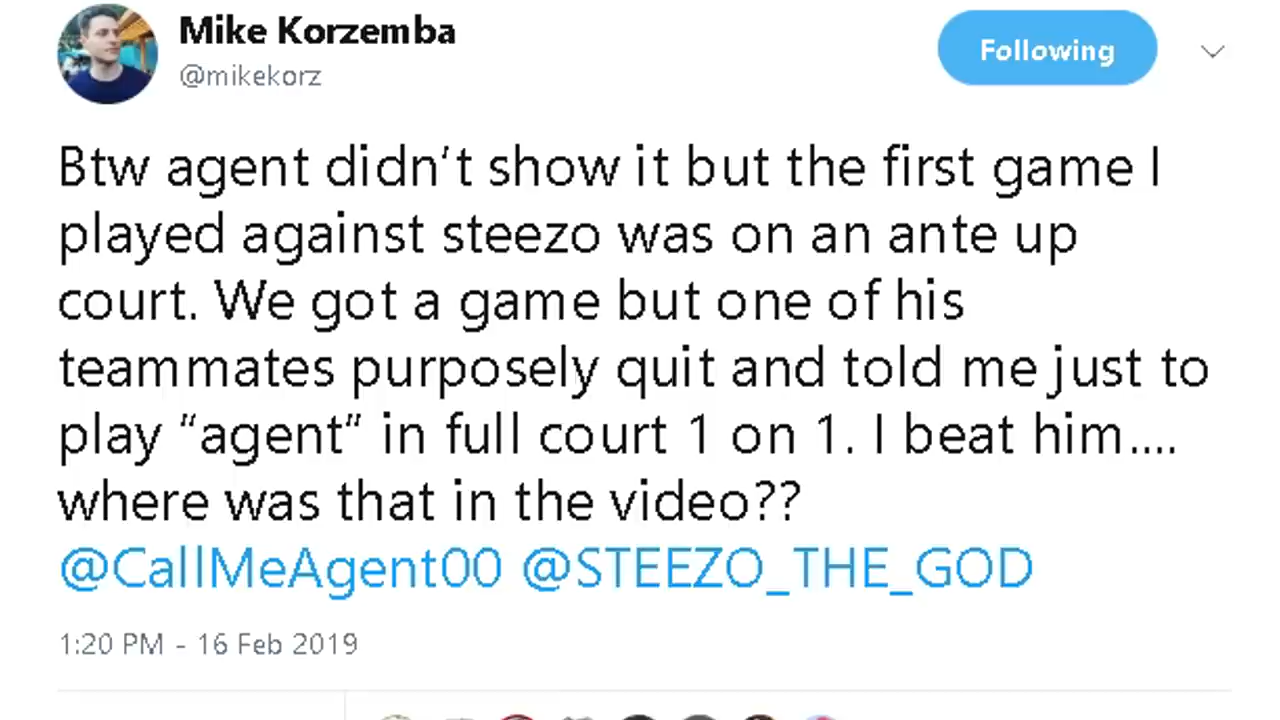 Mike Korzemba
@mikekorz
Following
Btw agent didn't show it but the first game I
played against steezo was on an ante up
court. We got a game but one of his
teammates purposely quit and told me just to
play "agent" in full court 1 on 1. I beat him....
where was that in the video??
@CallMeAgent00 @STEEZO_THE_GOD
1:20 PM - 16 Feb 2019